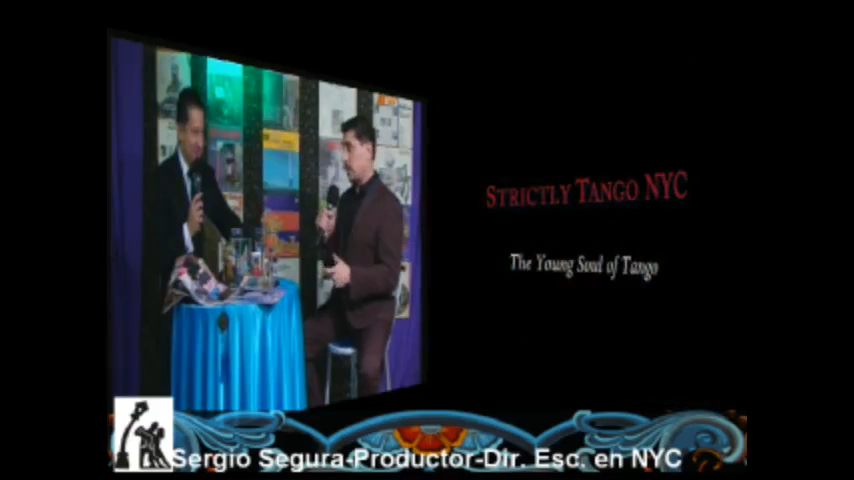 STRICTLY TANGO NYC
The Young Soul of Tango
Sergio Segura-Productor-Dir. Esc. en NYC